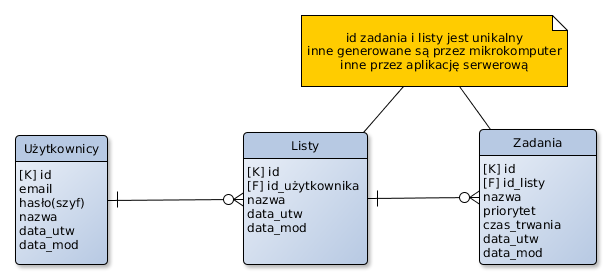 id zadania i listy jest unikalny
inne generowane są przez mikrokomputer
inne przez aplikację serwerową
Użytkownicy
[K] id
email
hasło(szyf)
nazwa
data_utw
data_mod
Listy
[K] id
[F] id_użytkownika
nazwa
data_utw
data_mod
Zadania
[K] id
[F] id_listy
nazwa
priorytet
czas_trwania
data_utw
data_mod